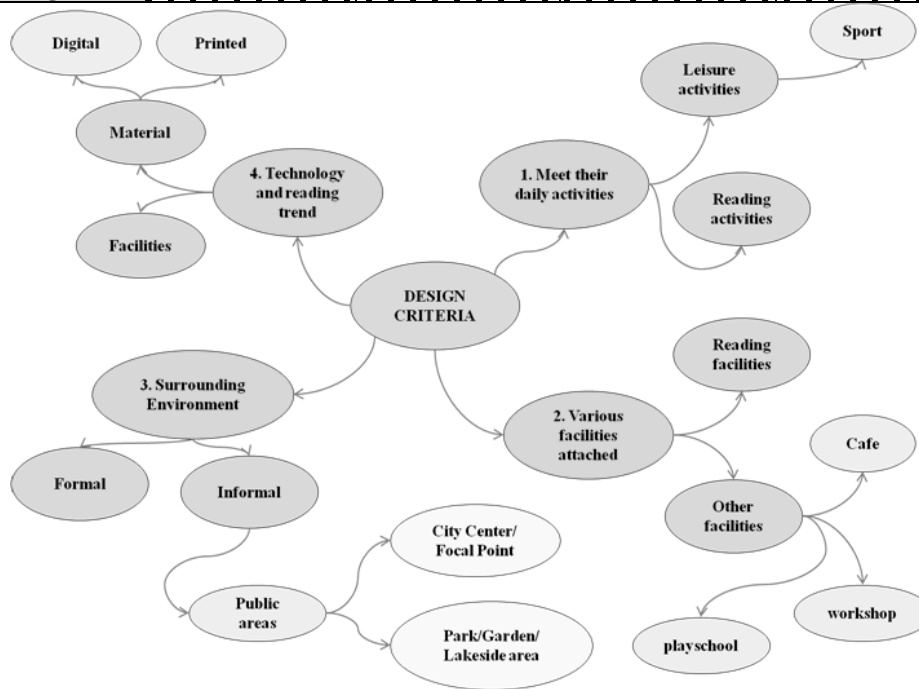 Digital
Printed
Sport
Leisure
activities
Material
4. Technology
and reading
trend
1. Meet their
daily activities
Reading
activities
Facilities
DESIGN
CRITERIA
Reading
facilities
3. Surrounding
Environment
2. Various
facilities
attached
Cafe
Formal
Informal
Other
facilities
City Center/
Focal Point
Public
areas
workshop
Park/Garden/
Lakeside area
playschool